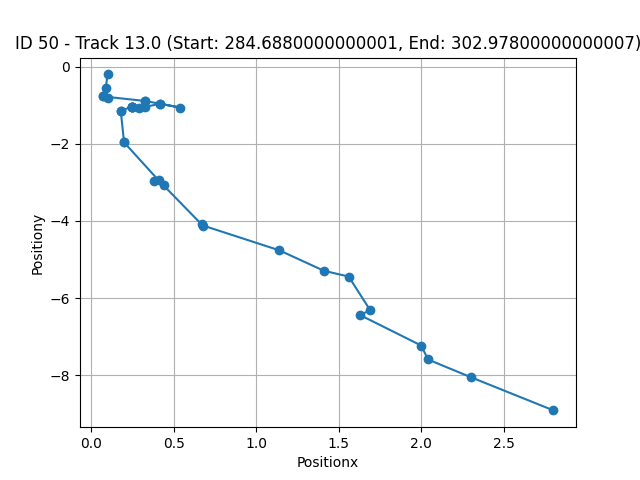 ID 50 - Track 13.0 (Start: 284.6880000000001, End: 302.97800000000007)
0
−2
−4
−6
−8
Positiony
0.0 0.5 1.0 1.5 2.0 2.5
Positionx